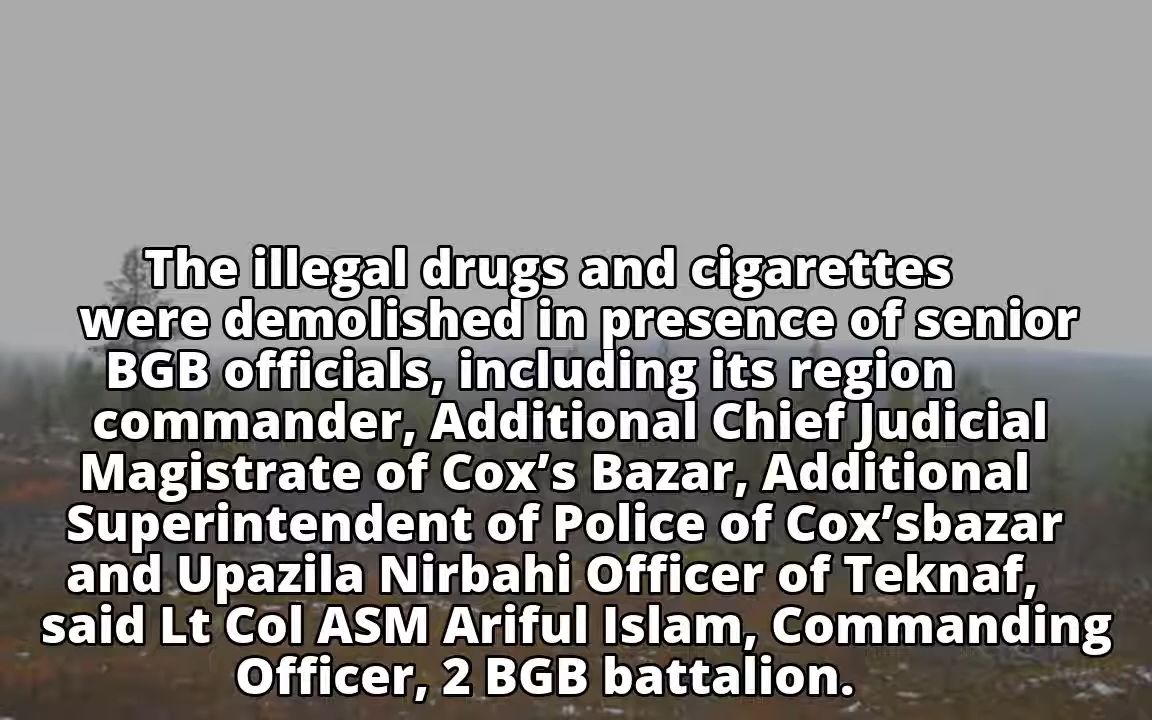 The illegal drugs and cigarettes
were demolished in presence of senior
BGB officials, including its region
commander, Additional Chief Judicial
Magistrate of Cox’s Bazar, Additional
Superintendent of Police of Cox’sbazar
and Upazila Nirbahi Officer of Teknaf,
said Lt Col ASM Ariful Islam, Commanding
Officer, 2 BGB battalion.